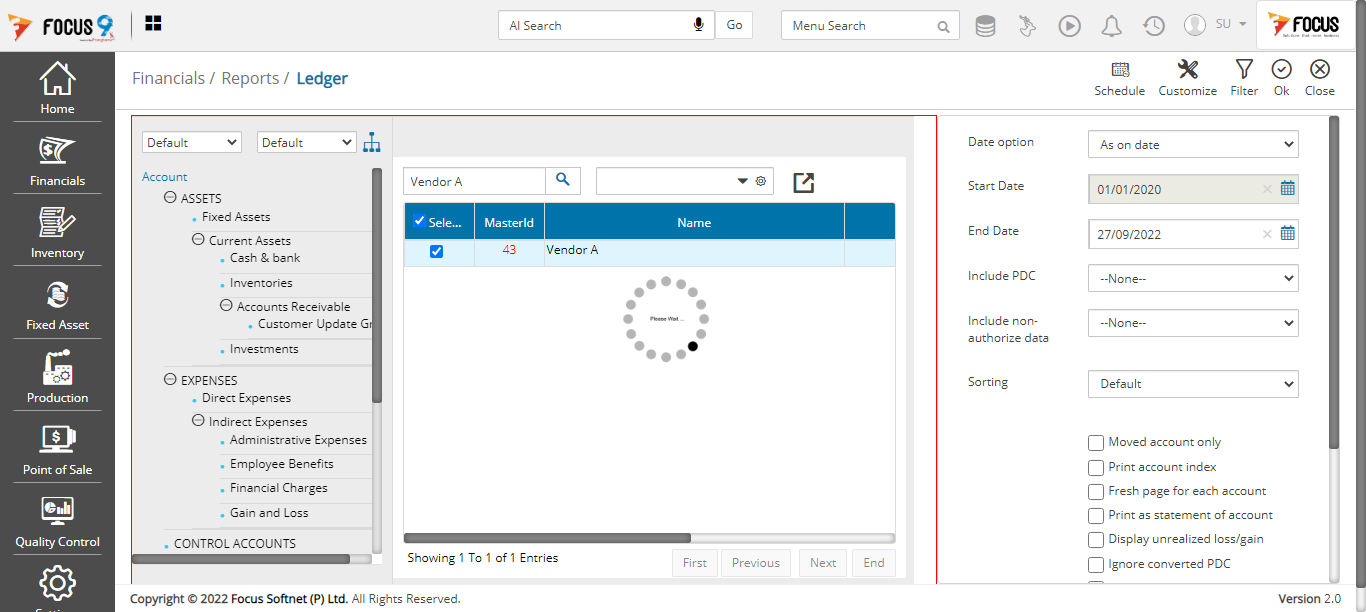 FOCUS 9
AI Search
Go
Menu Search
SU
FOCUS
Home
Financials
Inventory
Fixed Asset
Production
Point of Sale
Quality Control
Financials / Reports / Ledger
Schedule
Customize
Filter
Ok
Close
Default
Default
Account
ASSETS
Fixed Assets
Current Assets
Cash & bank
Inventories
Accounts Receivable
Customer Update Gr
Investments
EXPENSES
Direct Expenses
Indirect Expenses
Administrative Expenses
Employee Benefits
Financial Charges
Gain and Loss
CONTROL ACCOUNTS
Vendor A
Sele... MasterId Name
43 Vendor A
Please Wait ...
Showing 1 To 1 of 1 Entries
First
Previous
Next
End
Date option
As on date
Start Date
01/01/2020
End Date
27/09/2022
Include PDC
--None--
Include non-
authorize data
--None--
Sorting
Default
Moved account only
Print account index
Fresh page for each account
Print as statement of account
Display unrealized loss/gain
Ignore converted PDC
Copyright © 2022 Focus Softnet (P) Ltd. All Rights Reserved.
Version 2.0